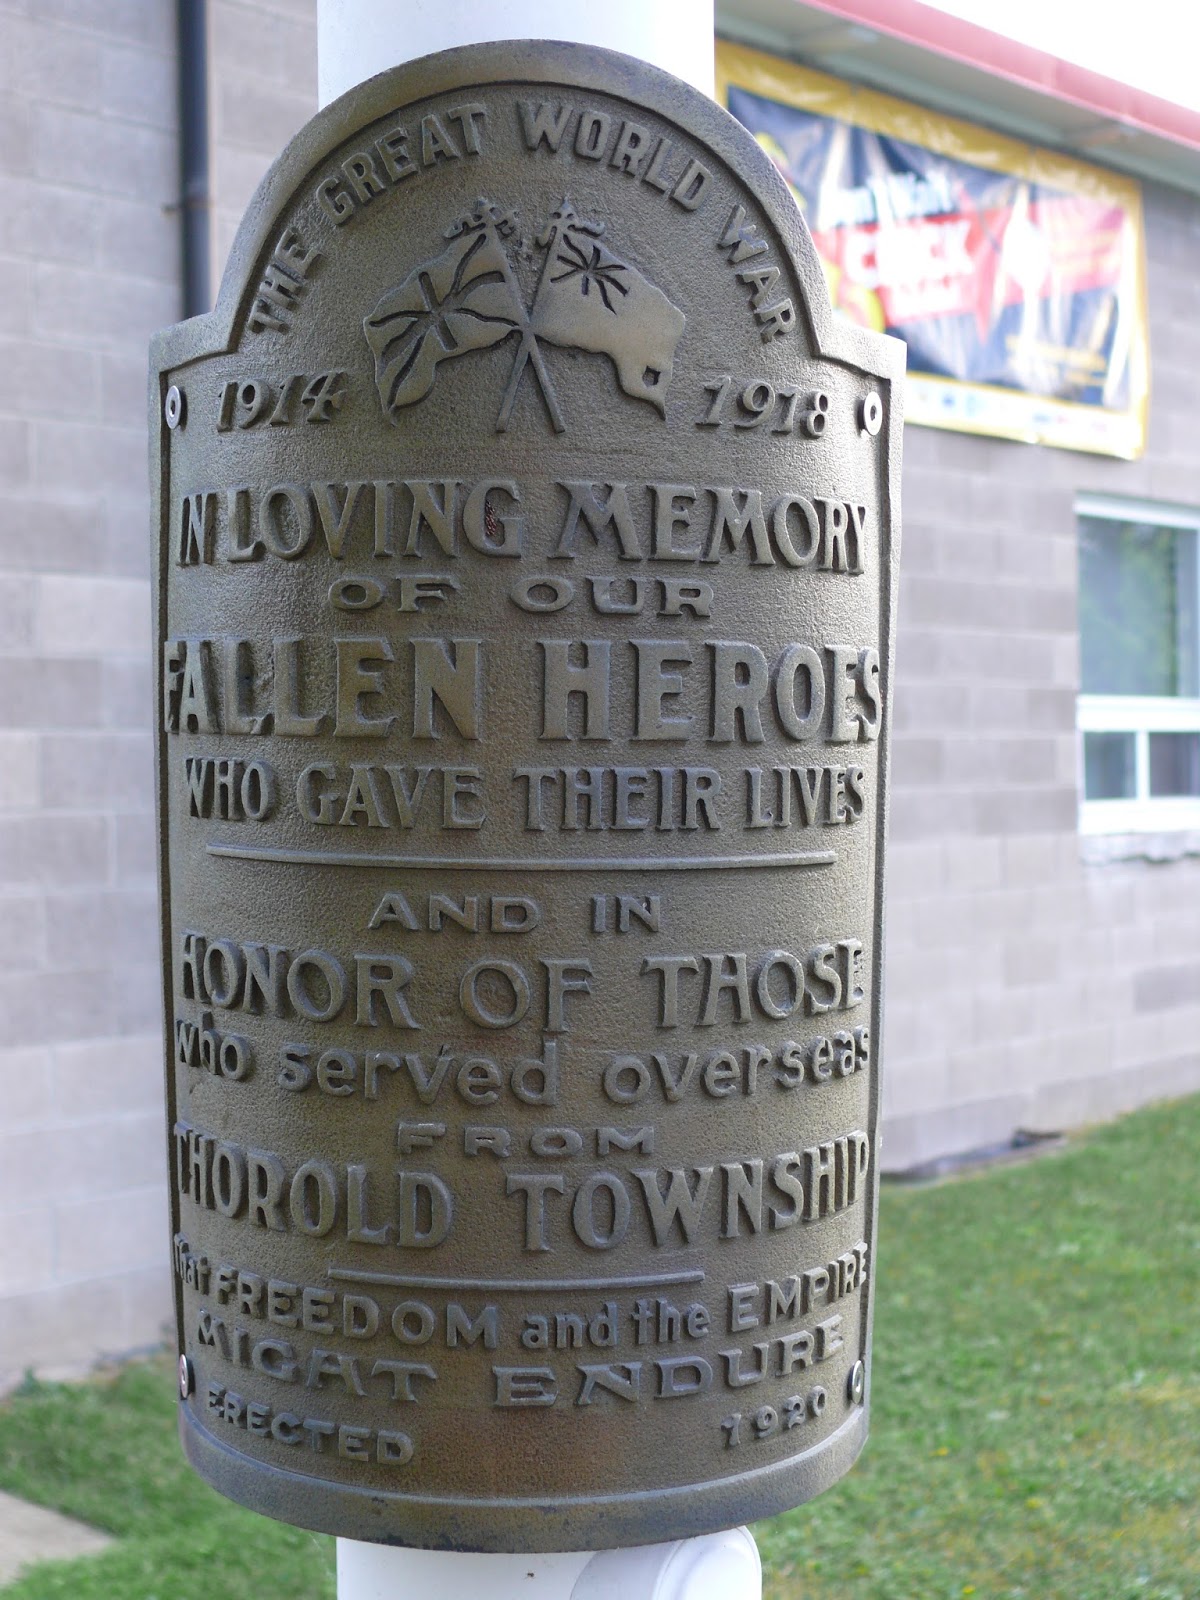 THE GREAT WORLD WAR
1914 1918
IN LOVING MEMORY
OF OUR
FALLEN HEROES
WHO GAVE THEIR LIVES
AND IN
HONOR OF THOSE
who served overseas
FROM
THOROLD TOWNSHIP
that FREEDOM and the EMPIRE
MIGHT ENDURE
ERECTED 1920